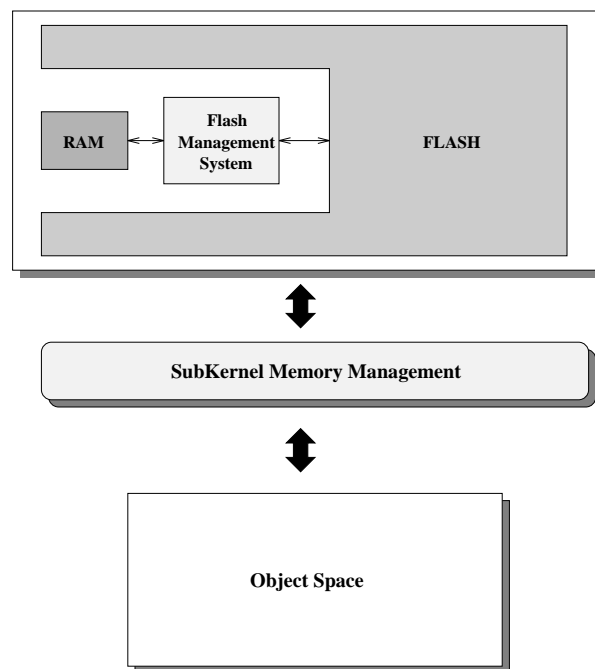 RAM
Flash
Management
System
FLASH
SubKernel Memory Management
Object Space